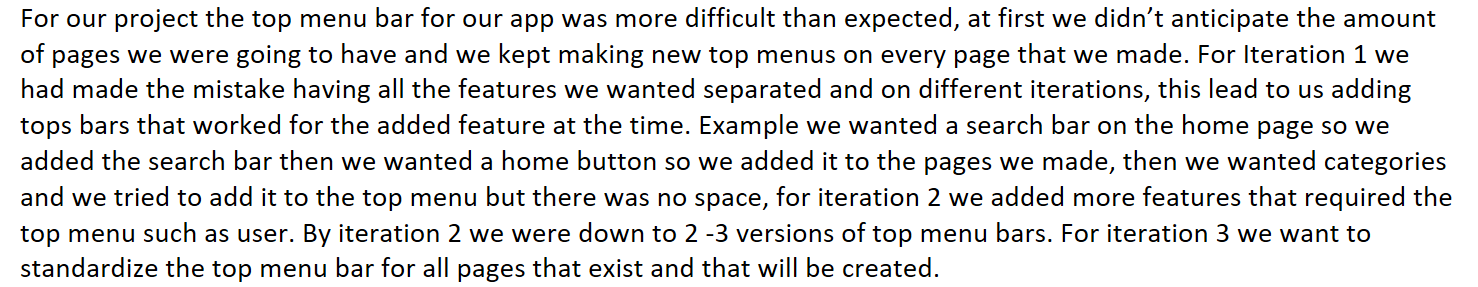 For our project the top menu bar for our app was more difficult than expected, at first we didn’t anticipate the amount
of pages we were going to have and we kept making new top menus on every page that we made. For Iteration 1 we
had made the mistake having all the features we wanted separated and on different iterations, this lead to us adding
tops bars that worked for the added feature at the time. Example we wanted a search bar on the home page so we
added the search bar then we wanted a home button so we added it to the pages we made, then we wanted categories
and we tried to add it to the top menu but there was no space, for iteration 2 we added more features that required the
top menu such as user. By iteration 2 we were down to 2 -3 versions of top menu bars. For iteration 3 we want to
standardize the top menu bar for all pages that exist and that will be created.